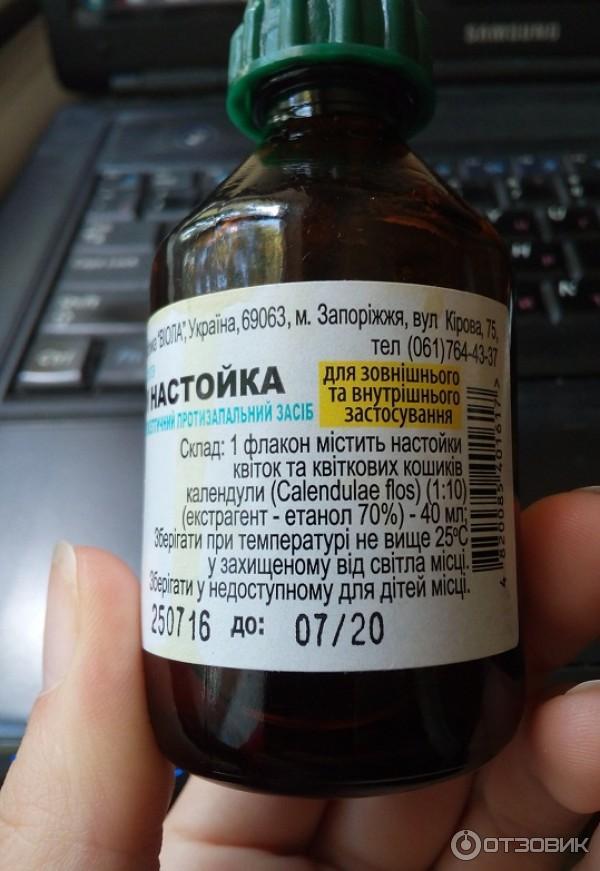 SAMSUNG
"ВІОЛА", Україна, 69063, м. Запоріжжя, вул Кірова, 75,
тел (061)764-43-37
НАСТОЙКА
ПРОТИЗАПАЛЬНИЙ ЗАСІБ
для зовнішнього
та внутрішнього
застосування
Склад: 1 флакон містить настойки
квіток та квіткових кошиків
календули (Calendulae flos) (1:10)
(екстрагент - етанол 70%) - 40 мл;
Зберігати при температурі не вище 25°С
у захищеному від світла місці.
Зберігати у недоступному для дітей місці.
250716 до: 07/20
4 820085 401617 >
ОТЗОВИК